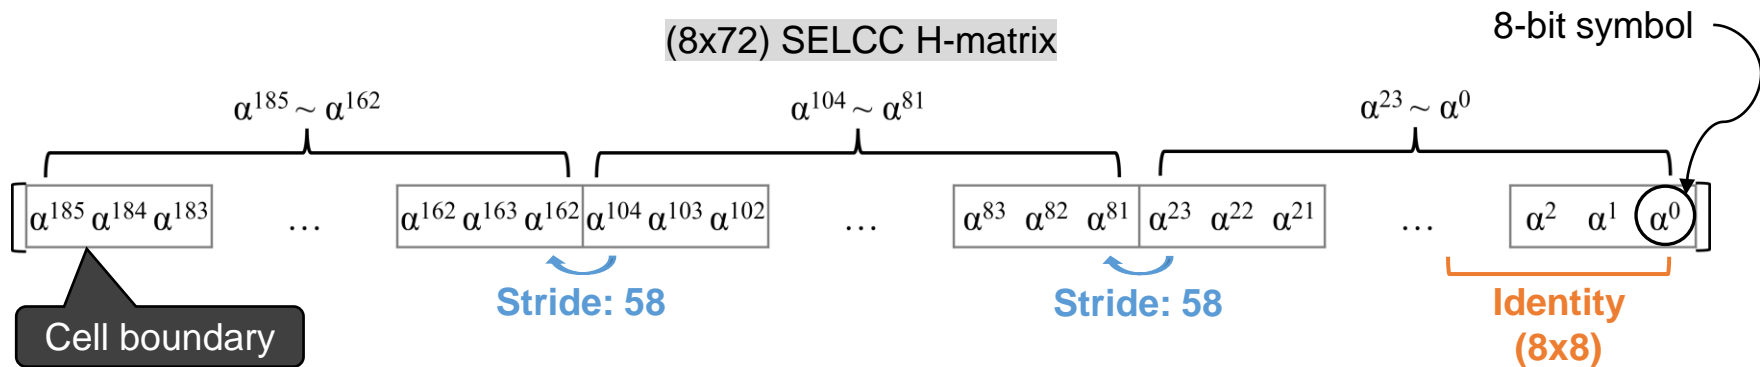 (8x72) SELCC H-matrix
8-bit symbol
α¹⁸⁵ ~ α¹⁶²
α¹⁰⁴ ~ α⁸¹
α²³ ~ α⁰
α¹⁸⁵ α¹⁸⁴ α¹⁸³ … α¹⁶² α¹⁶³ α¹⁶² α¹⁰⁴ α¹⁰³ α¹⁰² … α⁸³ α⁸² α⁸¹ α²³ α²² α²¹ … α² α¹ α⁰
Stride: 58
Stride: 58
Identity
(8x8)
Cell boundary